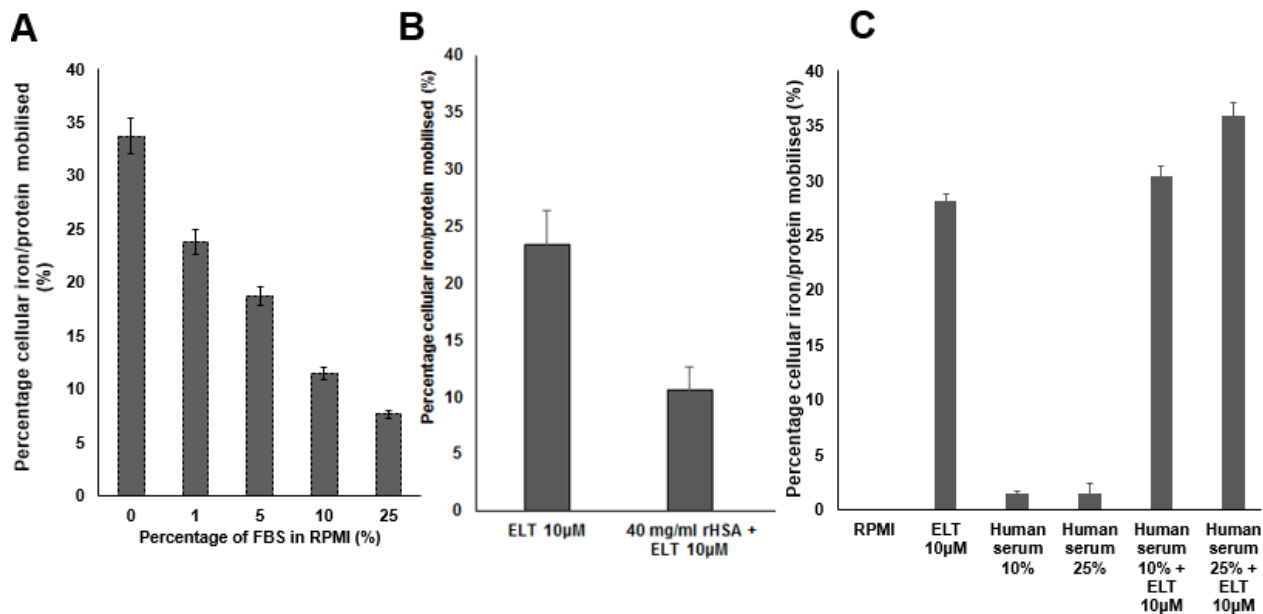 A
Percentage cellular iron/protein mobilised
(%)
40
35
30
25
20
15
10
5
0
0 1 5 10 25
Percentage of FBS in RPMI (%)
B
Percentage cellular iron/protein mobilised (%)
40
35
30
25
20
15
10
5
0
ELT 10µM 40 mg/ml rHSA +
ELT 10µM
C
Percentage cellular iron/protein mobilised (%)
40
35
30
25
20
15
10
5
0
RPMI ELT Human Human Human Human
10µM serum serum serum serum
10% 25% 10% + 25% +
ELT ELT
10µM 10µM